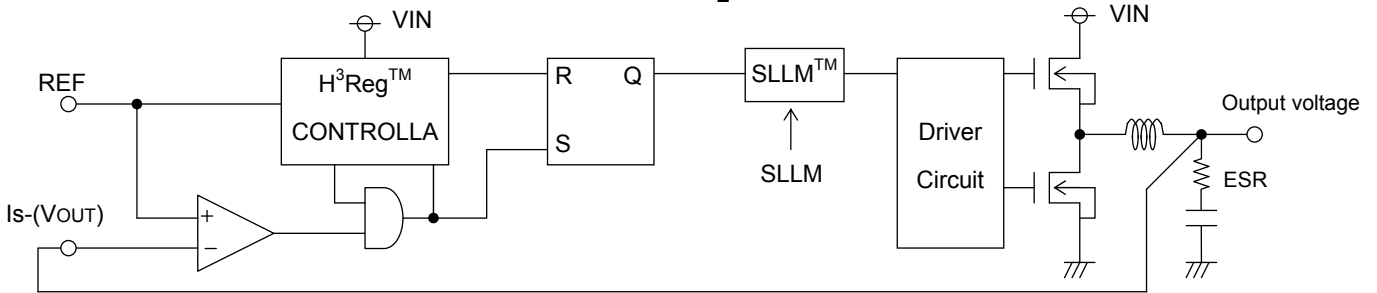 VIN
VIN
REF
H³Reg™
CONTROLLA
R
Q
SLLM™
Output voltage
S
Driver
Circuit
SLLM
ESR
Is-(VOUT)
+
−